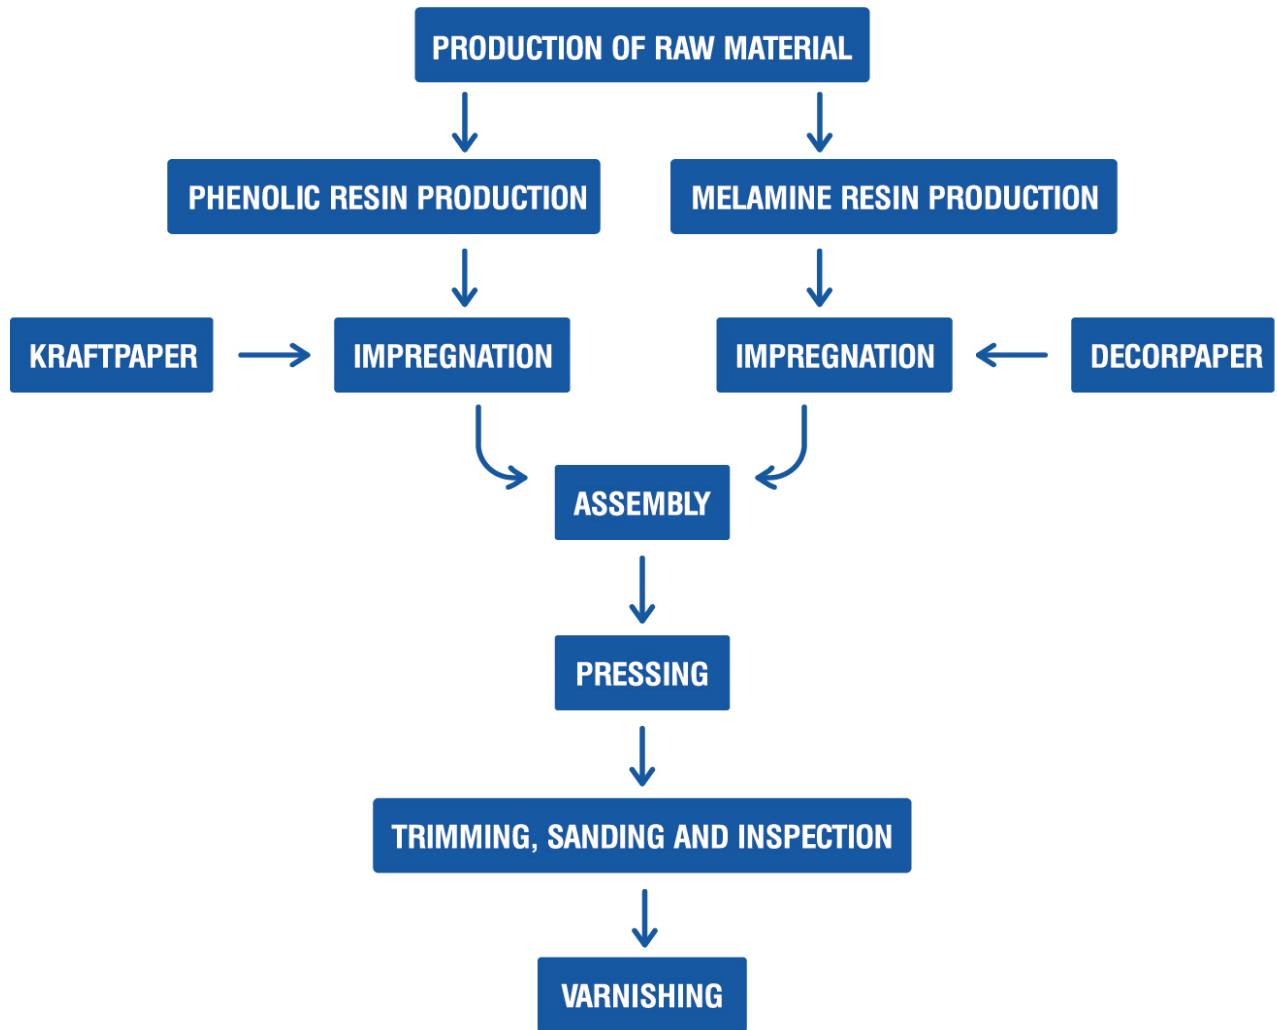 PRODUCTION OF RAW MATERIAL
PHENOLIC RESIN PRODUCTION
MELAMINE RESIN PRODUCTION
KRAFTPAPER
IMPREGNATION
IMPREGNATION
DECORPAPER
ASSEMBLY
PRESSING
TRIMMING, SANDING AND INSPECTION
VARNISHING